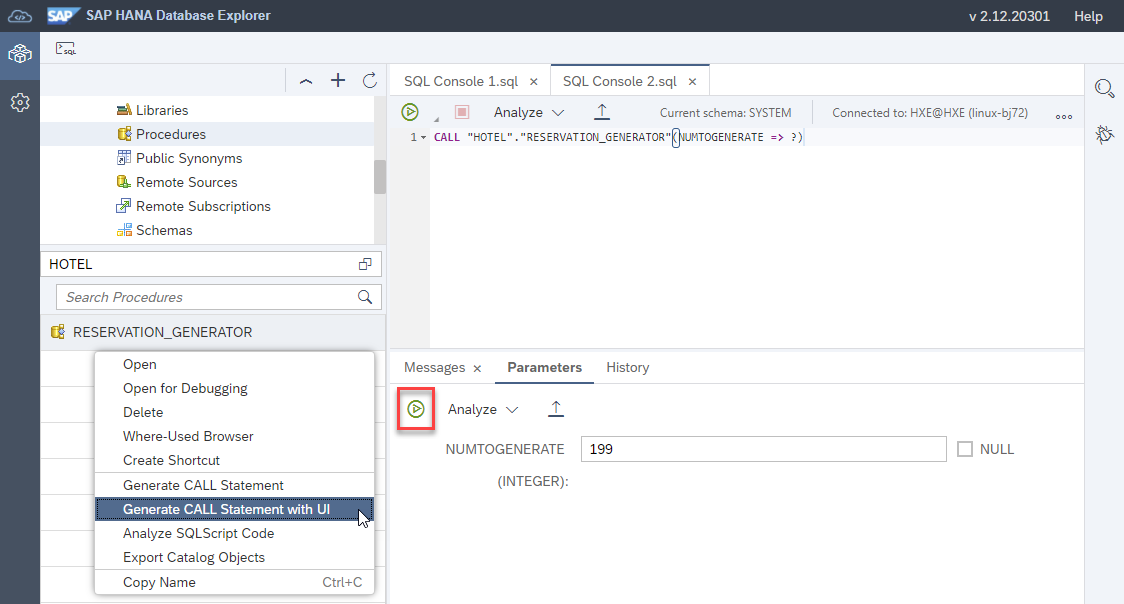 SAP SAP HANA Database Explorer v 2.12.20301 Help
SQL
SQL Console 1.sql × SQL Console 2.sql ×
Libraries
Procedures
Public Synonyms
Remote Sources
Remote Subscriptions
Schemas
HOTEL
Search Procedures
RESERVATION_GENERATOR
Open
Open for Debugging
Delete
Where-Used Browser
Create Shortcut
Generate CALL Statement
Generate CALL Statement with UI
Analyze SQLScript Code
Export Catalog Objects
Copy Name Ctrl+C
Analyze Current schema: SYSTEM Connected to: HXE@HXE (linux-bj72)
1 CALL "HOTEL"."RESERVATION_GENERATOR"(NUMTOGENERATE => ?)
Messages × Parameters History
Analyze
NUMTOGENERATE 199 NULL
(INTEGER):